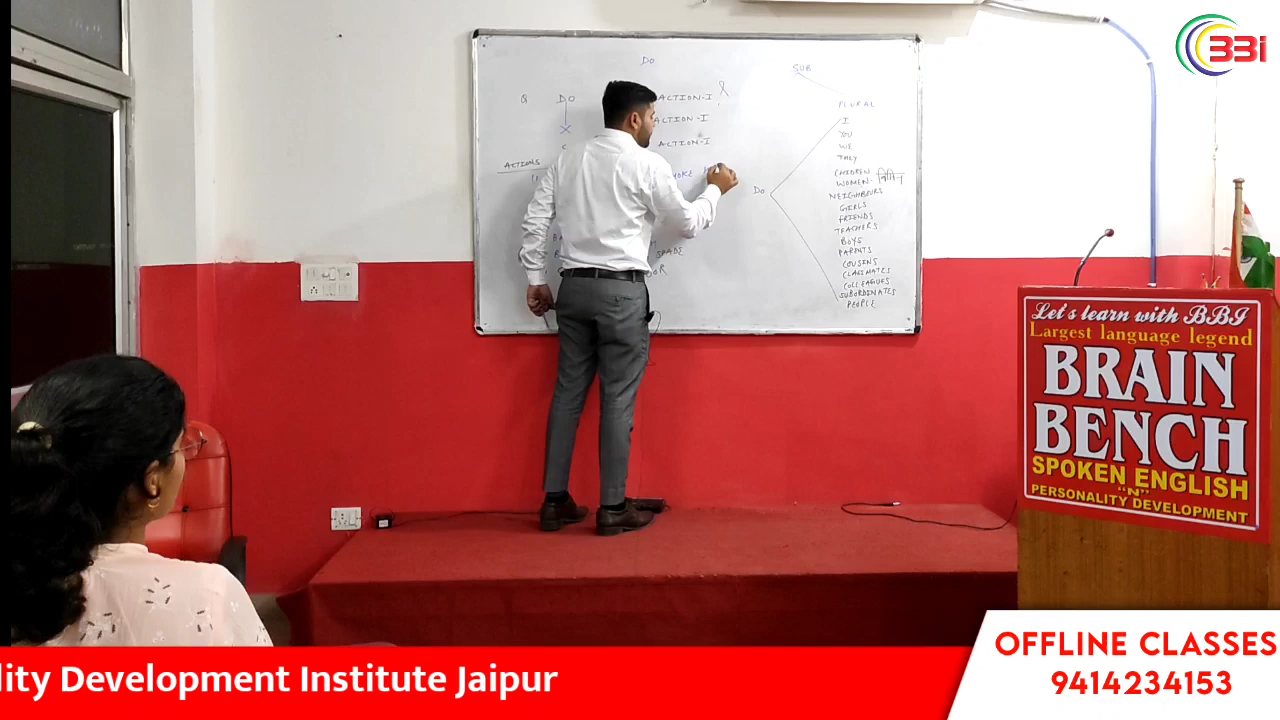 BBi
DO
SUB
Q DO ACTION-I
ACTION-I
X
ACTION-I
ACTIONS
SPADE
DO
PLURAL
I
YOU
WE
THEY
CHIDREN
WOMEN
NEIGHBOURS
GIRLS
FRIENDS
TEACHERS
BOYS
PARENTS
COUSINS
CLASSMATES
COLLEAGUES
SUBORDINATES
PEOPLE
Let's learn with BBI
Largest language legend
BRAIN
BENCH
SPOKEN ENGLISH
"N"
PERSONALITY DEVELOPMENT
OFFLINE CLASSES
9414234153
lity Development Institute Jaipur